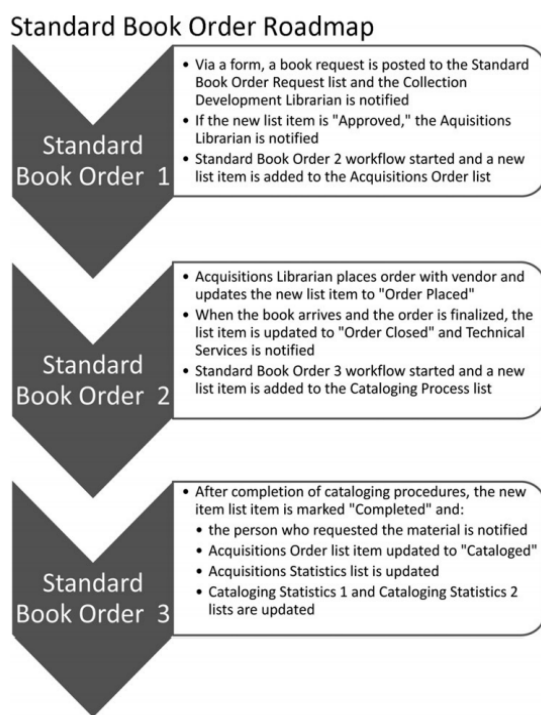 Standard Book Order Roadmap
Standard
Book Order 1
• Via a form, a book request is posted to the Standard
Book Order Request list and the Collection
Development Librarian is notified
• If the new list item is "Approved," the Aquisitions
Librarian is notified
• Standard Book Order 2 workflow started and a new
list item is added to the Acquisitions Order list
Standard
Book Order 2
• Acquisitions Librarian places order with vendor and
updates the new list item to "Order Placed"
• When the book arrives and the order is finalized, the
list item is updated to "Order Closed" and Technical
Services is notified
• Standard Book Order 3 workflow started and a new
list item is added to the Cataloging Process list
Standard
Book Order 3
• After completion of cataloging procedures, the new
item list item is marked "Completed" and:
• the person who requested the material is notified
• Acquisitions Order list item updated to "Cataloged"
• Acquisitions Statistics list is updated
• Cataloging Statistics 1 and Cataloging Statistics 2
lists are updated